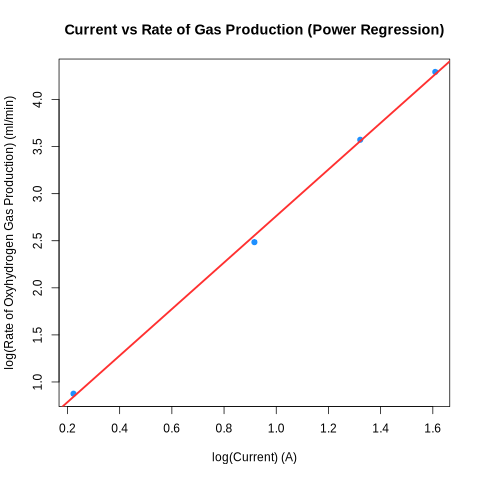 Current vs Rate of Gas Production (Power Regression)
log(Rate of Oxyhydrogen Gas Production) (ml/min)
4.0
3.5
3.0
2.5
2.0
1.5
1.0
0.2 0.4 0.6 0.8 1.0 1.2 1.4 1.6
log(Current) (A)